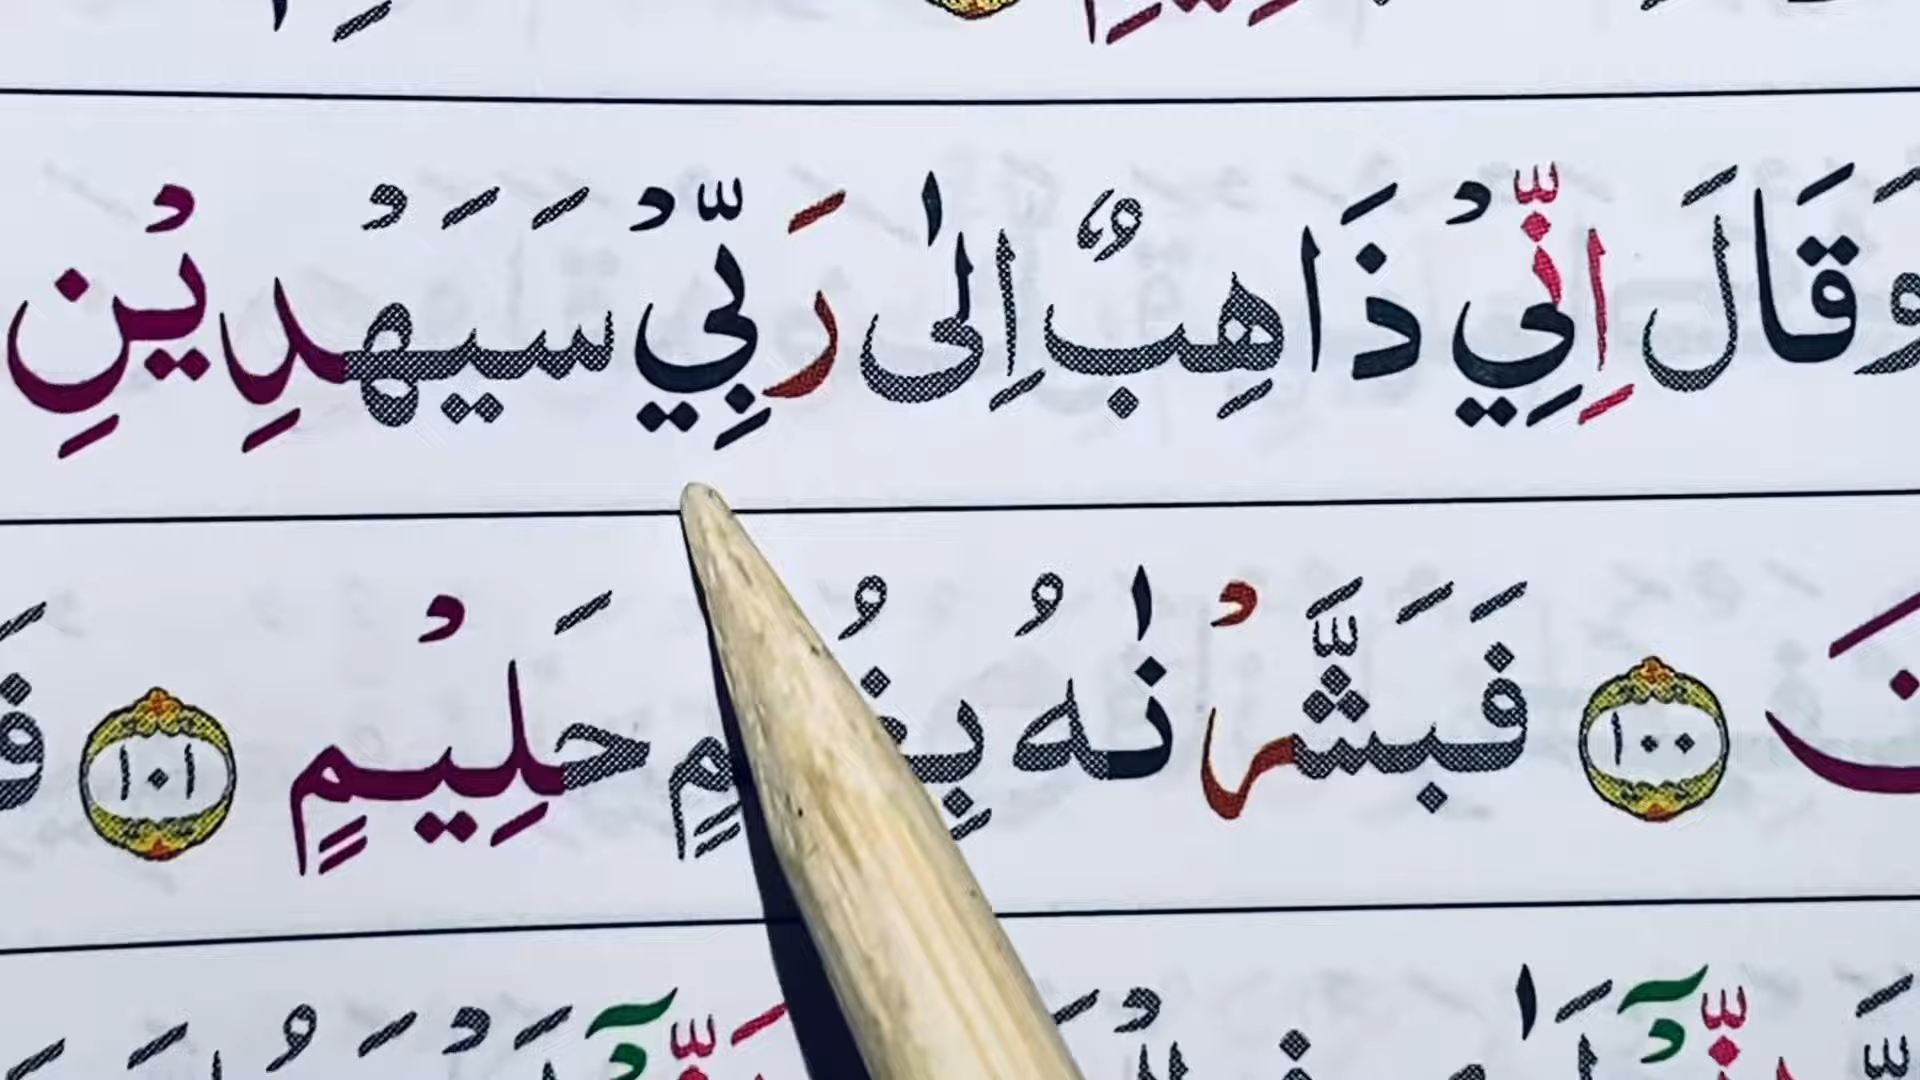 وَقَالَ اِنِّيْ ذَاهِبٌ اِلٰى رَبِّيْ سَيَهْدِيْنِ
١٠٠ فَبَشَّرْنٰهُ حَلِيْمٍ ١٠١